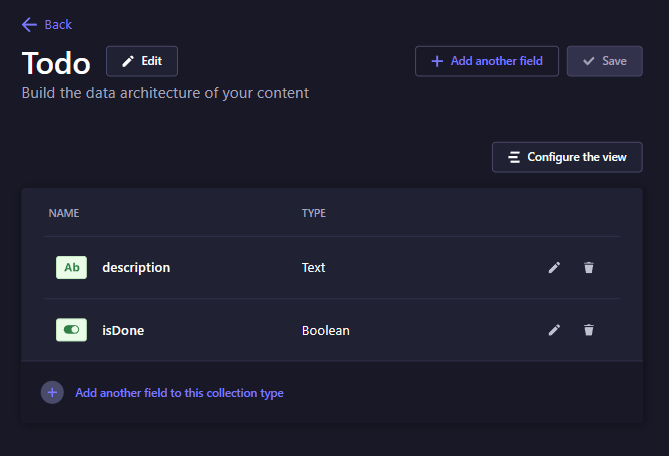 Back
Todo Edit Add another field Save
Build the data architecture of your content
Configure the view
NAME TYPE
Ab description Text
isDone Boolean
Add another field to this collection type